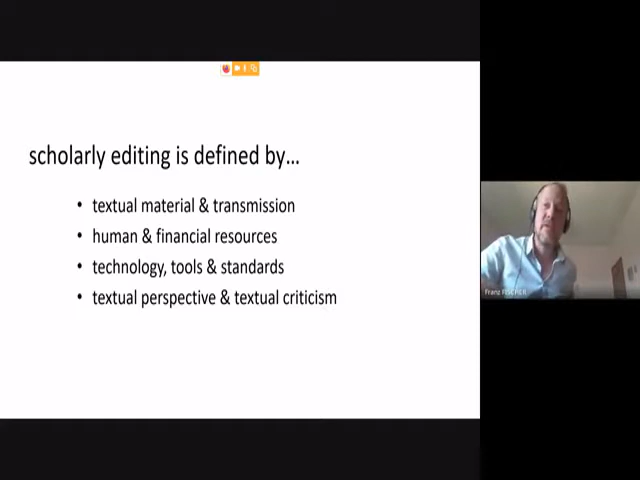 scholarly editing is defined by...
• textual material & transmission
• human & financial resources
• technology, tools & standards
• textual perspective & textual criticism
Franz FISCHER